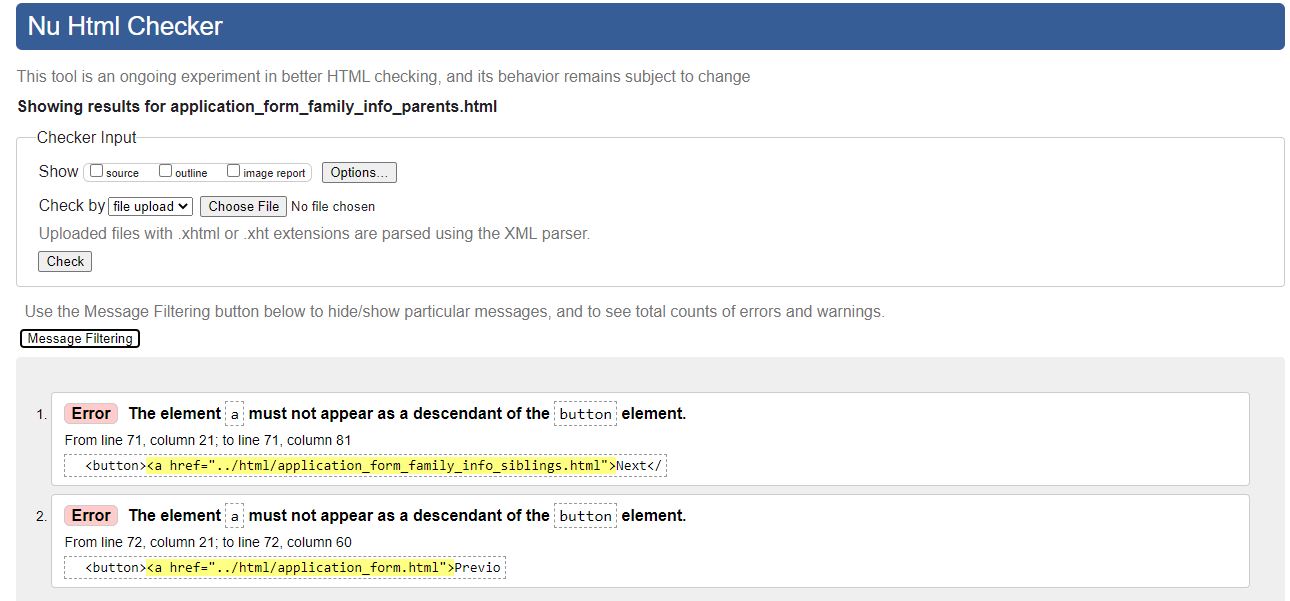 Nu Html Checker
This tool is an ongoing experiment in better HTML checking, and its behavior remains subject to change
Showing results for application_form_family_info_parents.html
Checker Input
Show source outline image report Options...
Check by file upload Choose File No file chosen
Uploaded files with .xhtml or .xht extensions are parsed using the XML parser.
Check
Use the Message Filtering button below to hide/show particular messages, and to see total counts of errors and warnings.
Message Filtering
1. Error The element a must not appear as a descendant of the button element.
From line 71, column 21; to line 71, column 81
<button><a href="../html/application_form_family_info_siblings.html">Next</
2. Error The element a must not appear as a descendant of the button element.
From line 72, column 21; to line 72, column 60
<button><a href="../html/application_form.html">Previo